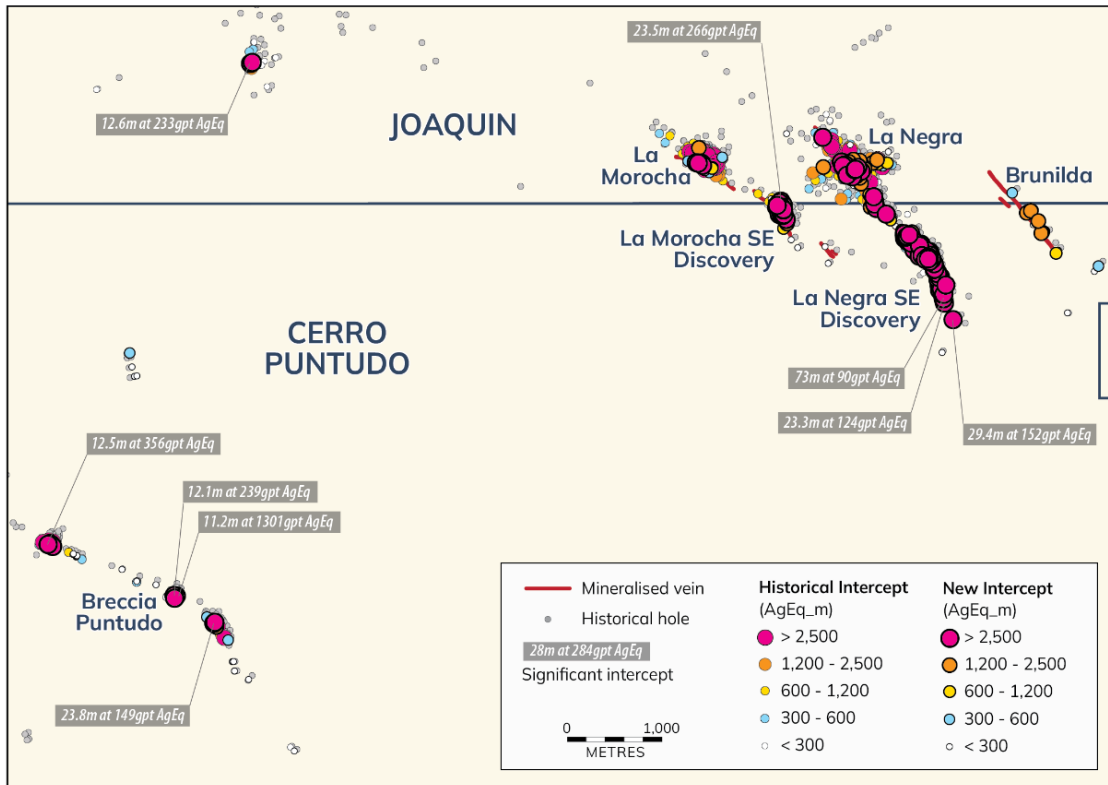 23.5m at 266gpt AgEq
12.6m at 233gpt AgEq
JOAQUIN
La Negra
La
Morocha
Brunilda
La Morocha SE
Discovery
La Negra SE
Discovery
CERRO
PUNTUDO
73m at 90gpt AgEq
23.3m at 124gpt AgEq
29.4m at 152gpt AgEq
12.5m at 356gpt AgEq
12.1m at 239gpt AgEq
11.2m at 1301gpt AgEq
Breccia
Puntudo
23.8m at 149gpt AgEq
Mineralised vein
Historical hole
28m at 284gpt AgEq
Significant intercept
0 1,000
METRES
Historical Intercept
(AgEq_m)
> 2,500
1,200 - 2,500
600 - 1,200
300 - 600
< 300
New Intercept
(AgEq_m)
> 2,500
1,200 - 2,500
600 - 1,200
300 - 600
< 300